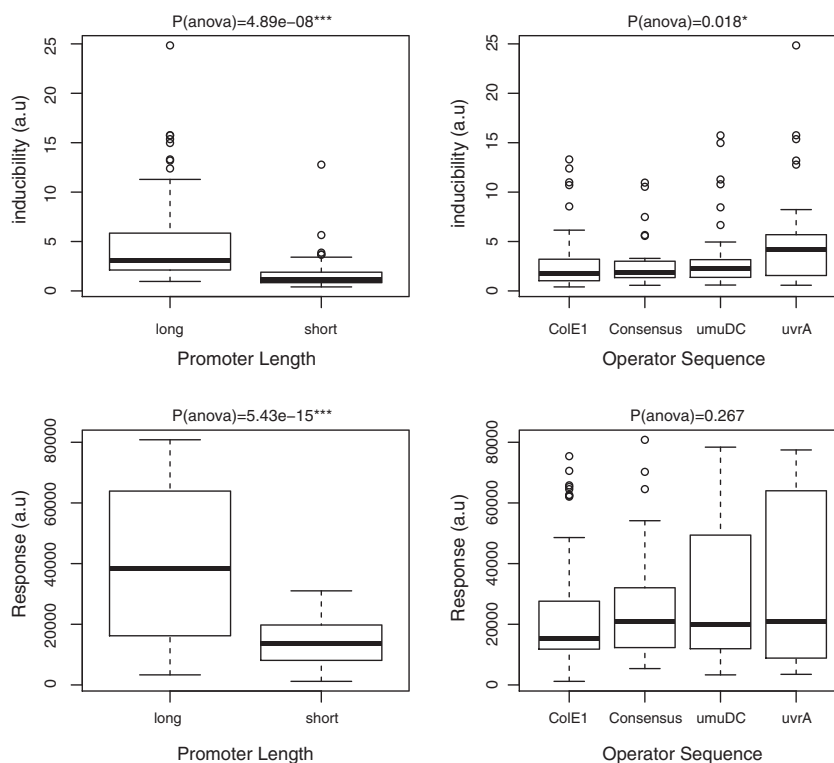 P(anova)=4.89e−08***
inducibility (a.u)
25
20
15
10
5
0
long short
Promoter Length
P(anova)=0.018*
inducibility (a.u)
25
20
15
10
5
0
ColE1 Consensus umuDC uvrA
Operator Sequence
P(anova)=5.43e−15***
Response (a.u)
80000
60000
40000
20000
0
long short
Promoter Length
P(anova)=0.267
Response (a.u)
80000
60000
40000
20000
0
ColE1 Consensus umuDC uvrA
Operator Sequence